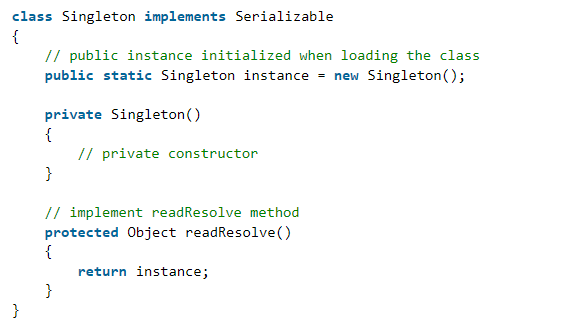 class Singleton implements Serializable
{
    // public instance initialized when loading the class
    public static Singleton instance = new Singleton();

    private Singleton()
    {
        // private constructor
    }

    // implement readResolve method
    protected Object readResolve()
    {
        return instance;
    }
}